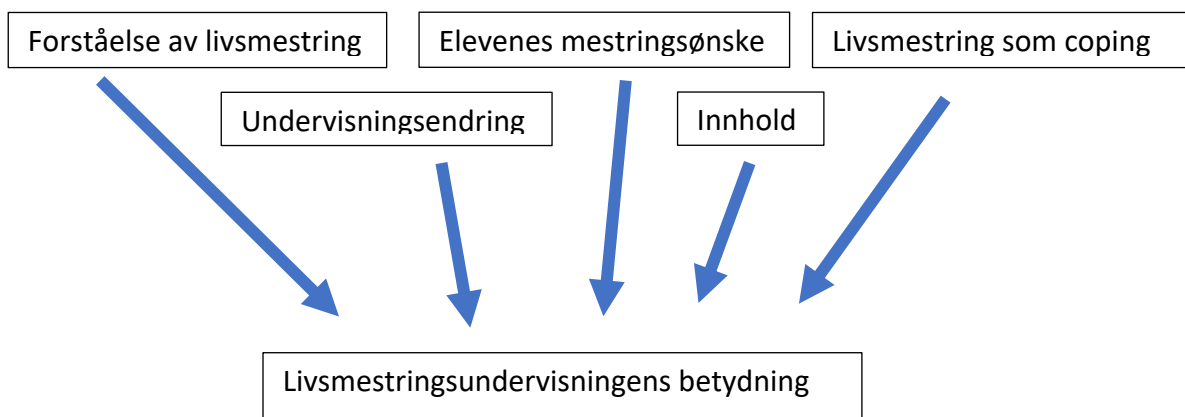 Forståelse av livsmestring
Elevenes mestringsønske
Livsmestring som coping
Undervisningsendring
Innhold
Livsmestringsundervisningens betydning